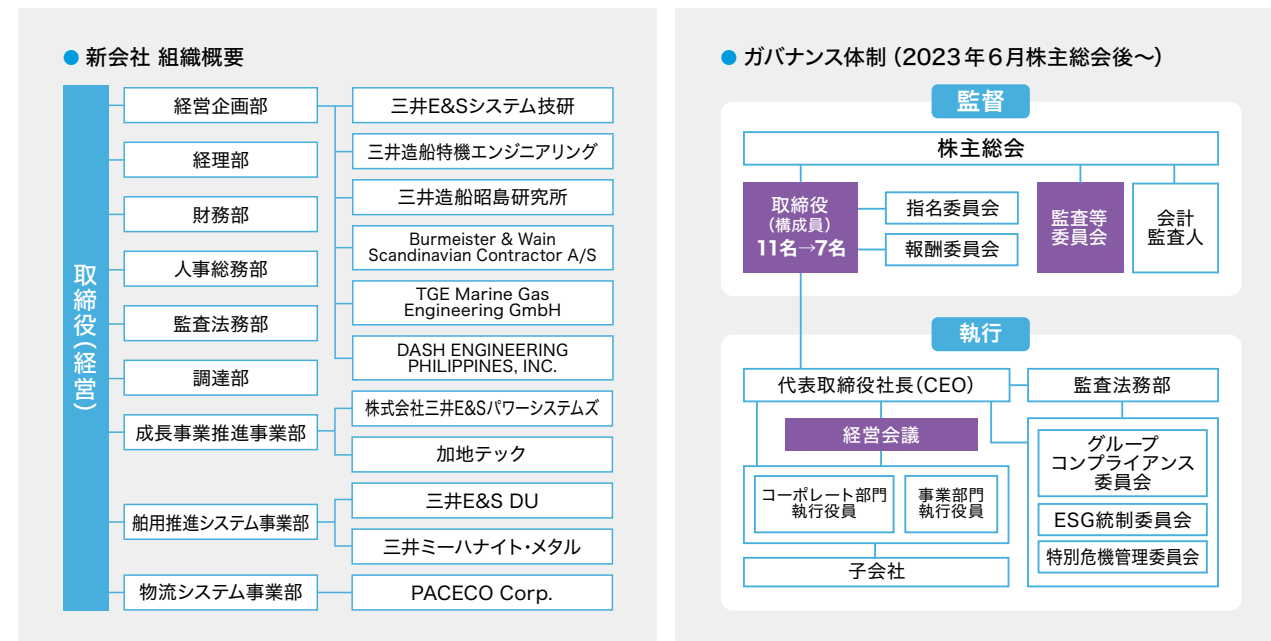 ● 新会社 組織概要
取締役（経営）
経営企画部
経理部
財務部
人事総務部
監査法務部
調達部
成長事業推進事業部
舶用推進システム事業部
物流システム事業部
三井E&Sシステム技研
三井造船特機エンジニアリング
三井造船昭島研究所
Burmeister & Wain
Scandinavian Contractor A/S
TGE Marine Gas
Engineering GmbH
DASH ENGINEERING
PHILIPPINES, INC.
株式会社三井E&Sパワーシステムズ
加地テック
三井E&S DU
三井ミーハナイト・メタル
PACECO Corp.
● ガバナンス体制（2023年6月株主総会後～）
監督
株主総会
取締役
（構成員）
11名→7名
指名委員会
報酬委員会
監査等
委員会
会計
監査人
執行
代表取締役社長（CEO）
監査法務部
経営会議
コーポレート部門
執行役員
事業部門
執行役員
子会社
グループ
コンプライアンス
委員会
ESG統制委員会
特別危機管理委員会